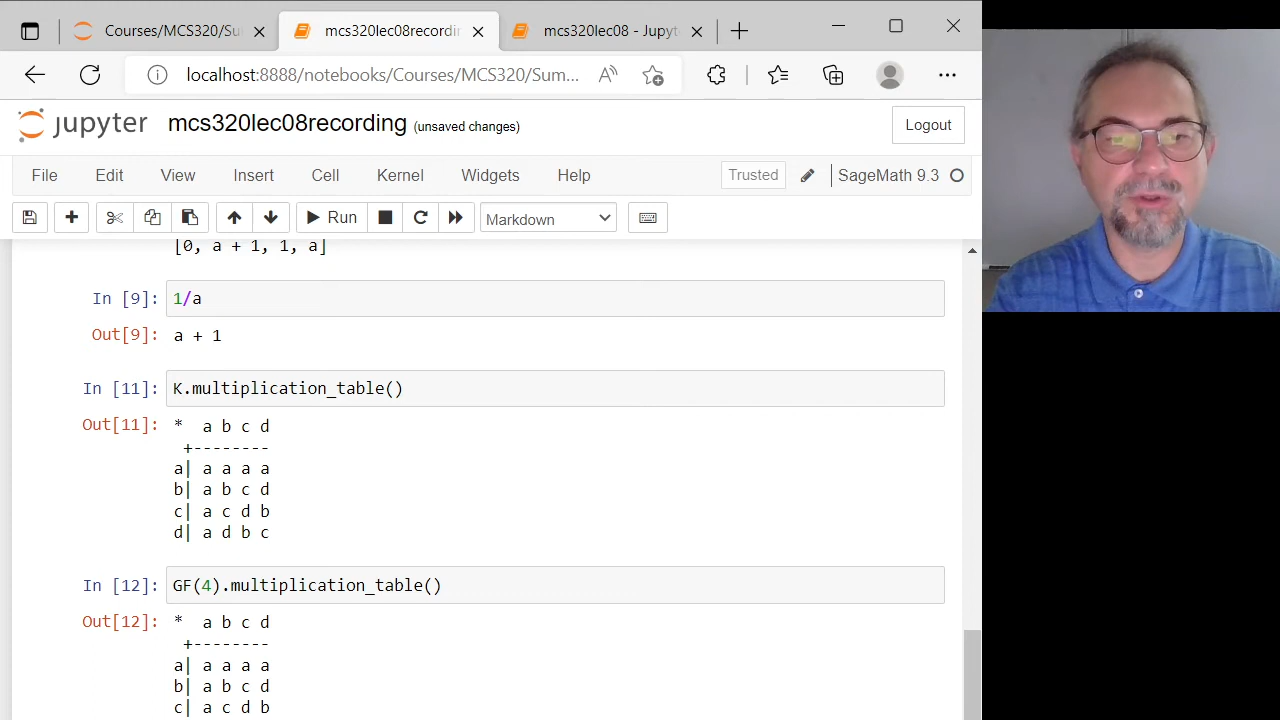 Courses/MCS320/Su
mcs320lec08recordi
mcs320lec08 - Jupyt
localhost:8888/notebooks/Courses/MCS320/Sum...
jupyter mcs320lec08recording (unsaved changes)
Logout
File Edit View Insert Cell Kernel Widgets Help
Trusted SageMath 9.3
Run Markdown
[0, a + 1, 1, a]
In [9]: 1/a
Out[9]: a + 1
In [11]: K.multiplication_table()
Out[11]: * a b c d
+--------
a| a a a a
b| a b c d
c| a c d b
d| a d b c
In [12]: GF(4).multiplication_table()
Out[12]: * a b c d
+--------
a| a a a a
b| a b c d
c| a c d b